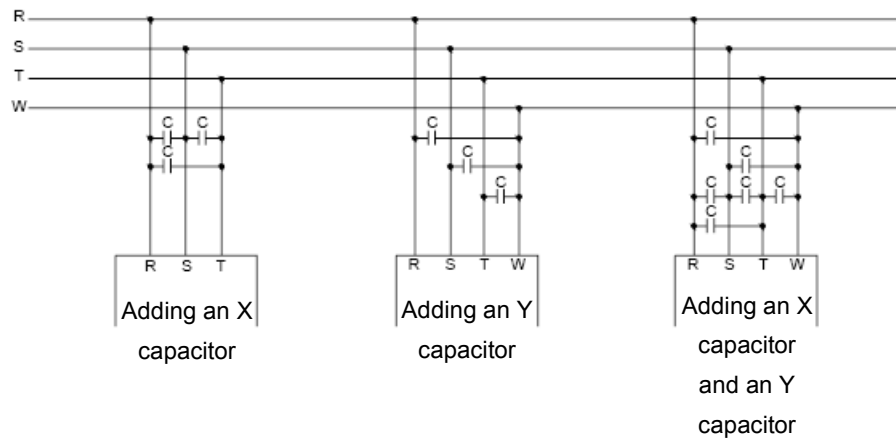 R
S
T
W
C C
C
C
C
C
C
C
C C C
C
R S T
R S T W
R S T W
Adding an X
capacitor
Adding an Y
capacitor
Adding an X
capacitor
and an Y
capacitor